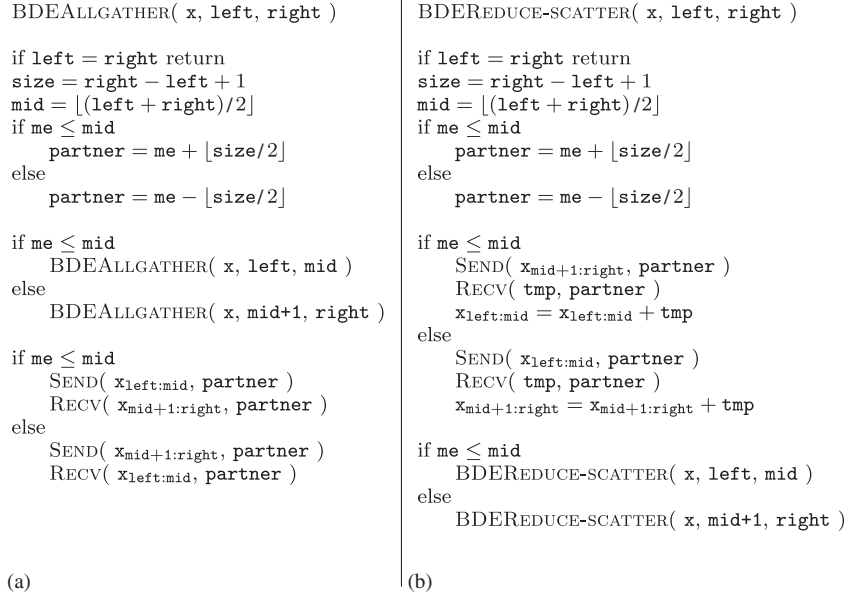 BDEALLGATHER( x, left, right )
if left = right return
size = right − left + 1
mid = ⌊(left + right)/2⌋
if me ≤ mid
partner = me + ⌊size/2⌋
else
partner = me − ⌊size/2⌋
if me ≤ mid
BDEALLGATHER( x, left, mid )
else
BDEALLGATHER( x, mid+1, right )
if me ≤ mid
SEND( x_left:mid, partner )
RECV( x_mid+1:right, partner )
else
SEND( x_mid+1:right, partner )
RECV( x_left:mid, partner )
(a)
BDEREDUCE-SCATTER( x, left, right )
if left = right return
size = right − left + 1
mid = ⌊(left + right)/2⌋
if me ≤ mid
partner = me + ⌊size/2⌋
else
partner = me − ⌊size/2⌋
if me ≤ mid
SEND( x_mid+1:right, partner )
RECV( tmp, partner )
x_left:mid = x_left:mid + tmp
else
SEND( x_left:mid, partner )
RECV( tmp, partner )
x_mid+1:right = x_mid+1:right + tmp
if me ≤ mid
BDEREDUCE-SCATTER( x, left, mid )
else
BDEREDUCE-SCATTER( x, mid+1, right )
(b)